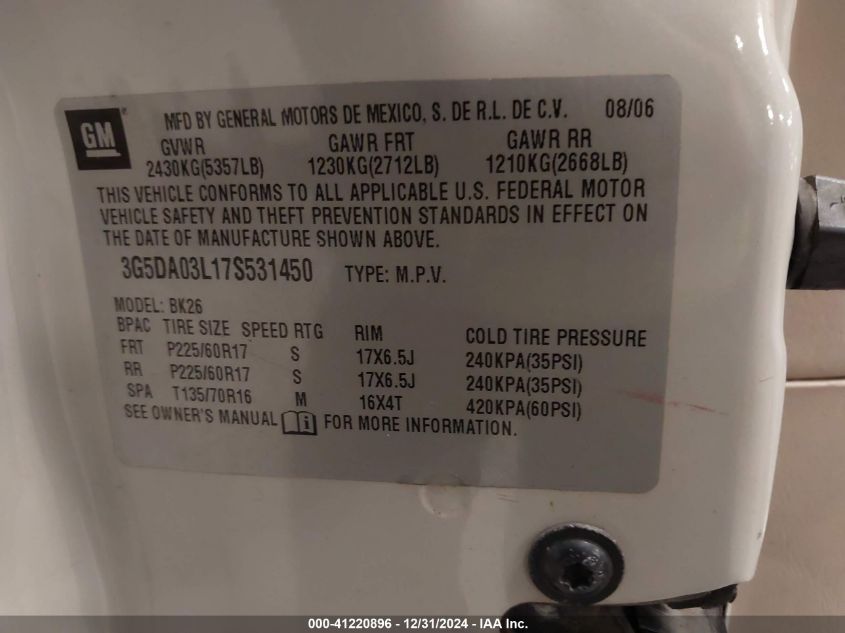 GM
MFD BY GENERAL MOTORS DE MEXICO, S. DE R.L. DE C.V. 08/06
GVWR GAWR FRT GAWR RR
2430KG(5357LB) 1230KG(2712LB) 1210KG(2668LB)
THIS VEHICLE CONFORMS TO ALL APPLICABLE U.S. FEDERAL MOTOR
VEHICLE SAFETY AND THEFT PREVENTION STANDARDS IN EFFECT ON
THE DATE OF MANUFACTURE SHOWN ABOVE.
3G5DA03L17S531450 TYPE: M.P.V.
MODEL: BK26
BPAC TIRE SIZE SPEED RTG RIM COLD TIRE PRESSURE
FRT P225/60R17 S 17X6.5J 240KPA(35PSI)
RR P225/60R17 S 17X6.5J 240KPA(35PSI)
SPA T135/70R16 M 16X4T 420KPA(60PSI)
SEE OWNER'S MANUAL i FOR MORE INFORMATION.
000-41220896 - 12/31/2024 - IAA Inc.